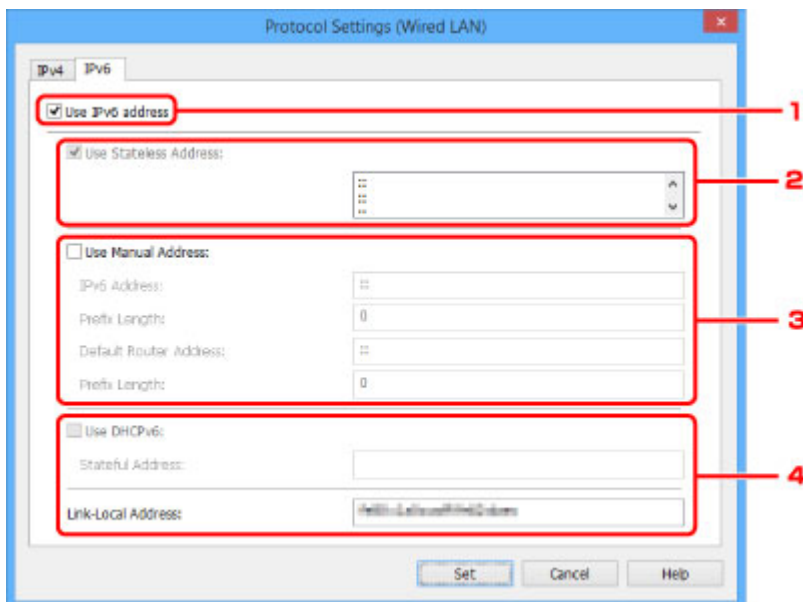 Protocol Settings (Wired LAN)
x
IPv4 IPv6
Use IPv6 address
1
Use Stateless Address:
::
::
::
2
Use Manual Address:
IPv6 Address: ::
Prefix Length: 0
3
Default Router Address: ::
Prefix Length: 0
Use DHCPv6:
Stateful Address:
4
Link-Local Address:
Set Cancel Help